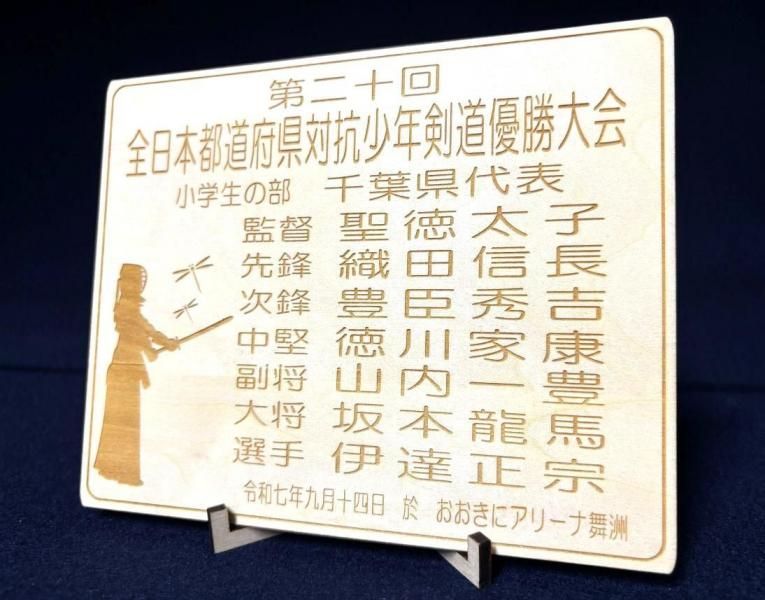 第二十回
全日本都道府県対抗少年剣道優勝大会
小学生の部 千葉県代表
監督 聖徳太子
先鋒 織田信長
次鋒 豊臣秀吉
中堅 徳川家康
副将 山内一豊
大将 坂本龍馬
選手 伊達正宗
令和七年九月十四日 於 おおきにアリーナ舞洲